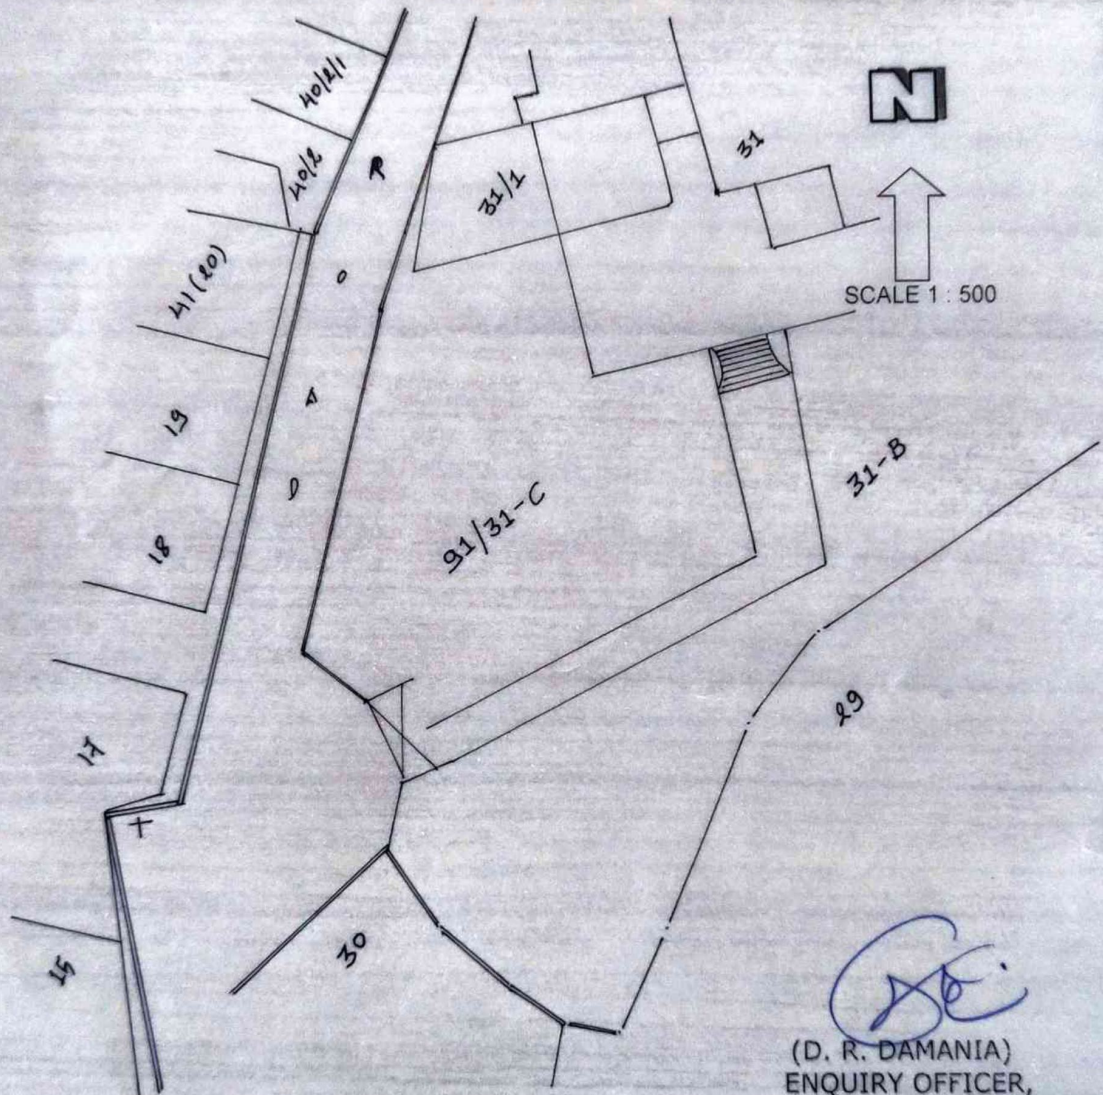 40/2/1
40/2
R
O
A
D
41 (20)
19
18
17
15
31/1
31
N
SCALE 1 : 500
91/31-C
31-B
29
30
(D. R. DAMANIA)
ENQUIRY OFFICER,